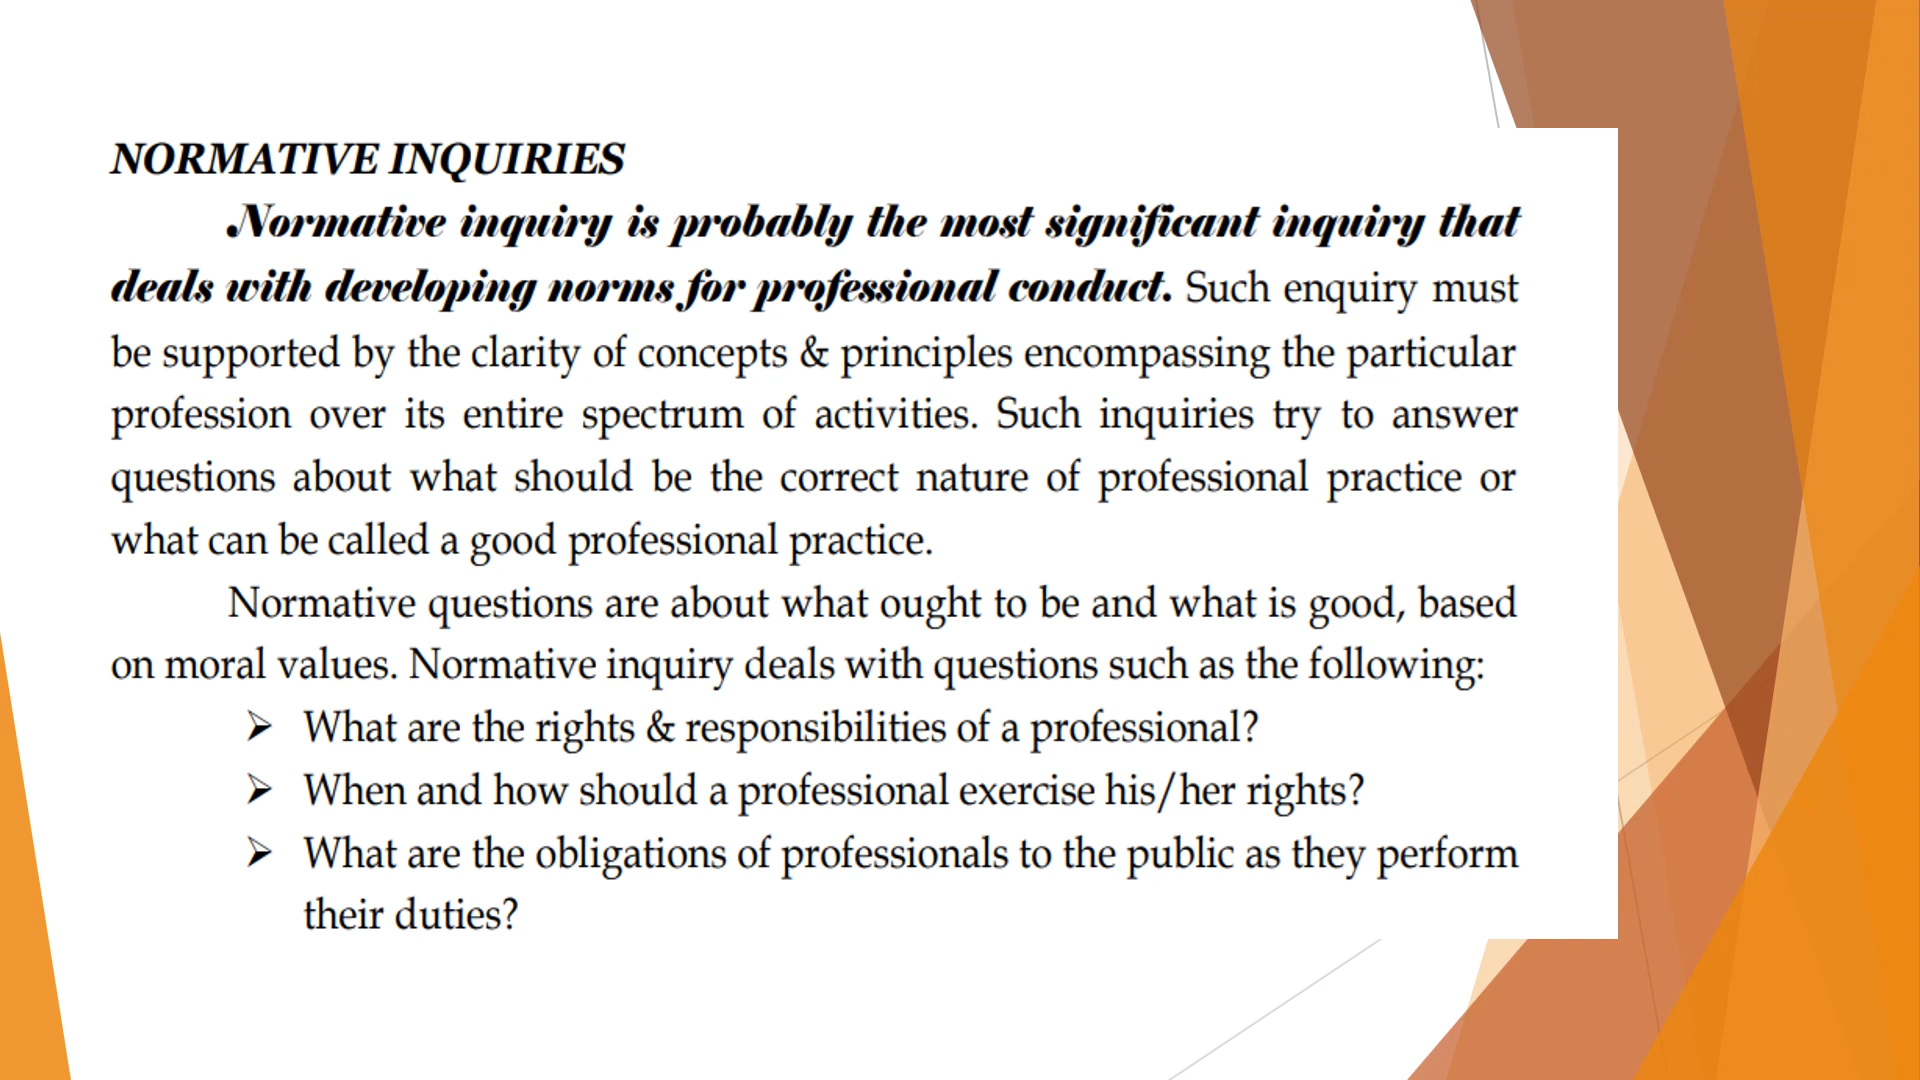 NORMATIVE INQUIRIES
Normative inquiry is probably the most significant inquiry that
deals with developing norms for professional conduct. Such enquiry must
be supported by the clarity of concepts & principles encompassing the particular
profession over its entire spectrum of activities. Such inquiries try to answer
questions about what should be the correct nature of professional practice or
what can be called a good professional practice.
Normative questions are about what ought to be and what is good, based
on moral values. Normative inquiry deals with questions such as the following:
➢ What are the rights & responsibilities of a professional?
➢ When and how should a professional exercise his/her rights?
➢ What are the obligations of professionals to the public as they perform
their duties?